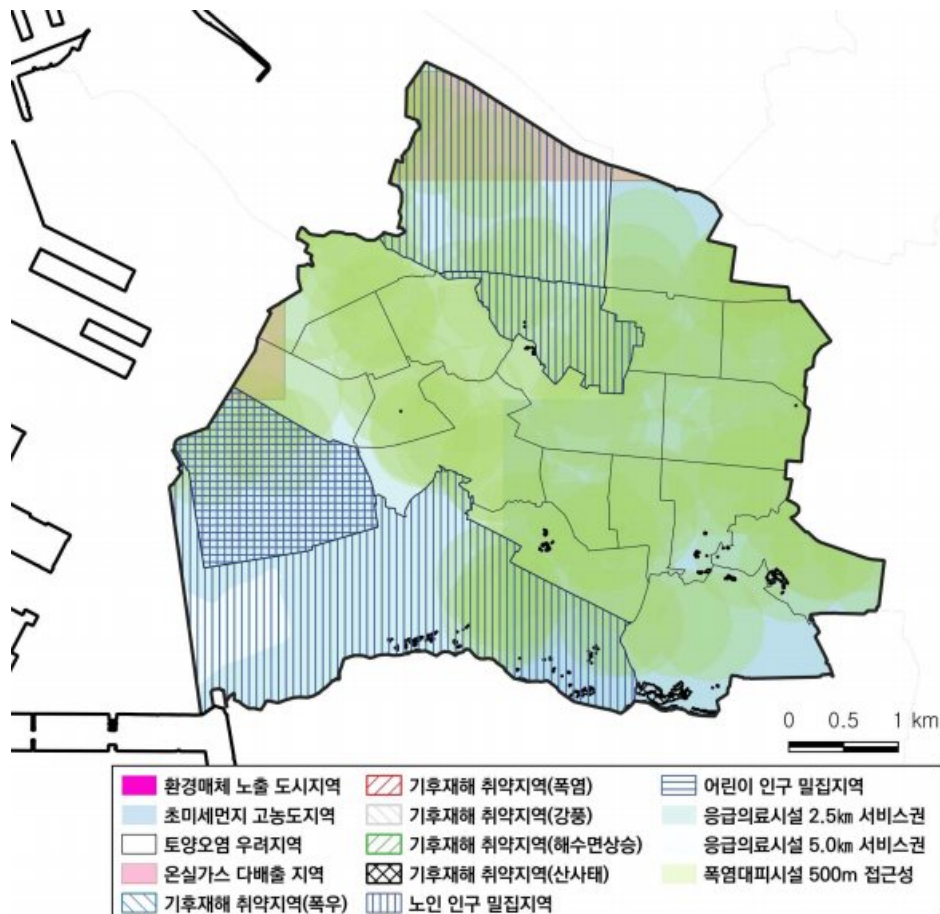 0 0.5 1 km
환경매체 노출 도시지역
초미세먼지 고농도지역
토양오염 우려지역
온실가스 다배출 지역
기후재해 취약지역(폭우)
기후재해 취약지역(폭염)
기후재해 취약지역(강풍)
기후재해 취약지역(해수면상승)
기후재해 취약지역(산사태)
노인 인구 밀집지역
어린이 인구 밀집지역
응급의료시설 2.5㎞ 서비스권
응급의료시설 5.0㎞ 서비스권
폭염대피시설 500m 접근성